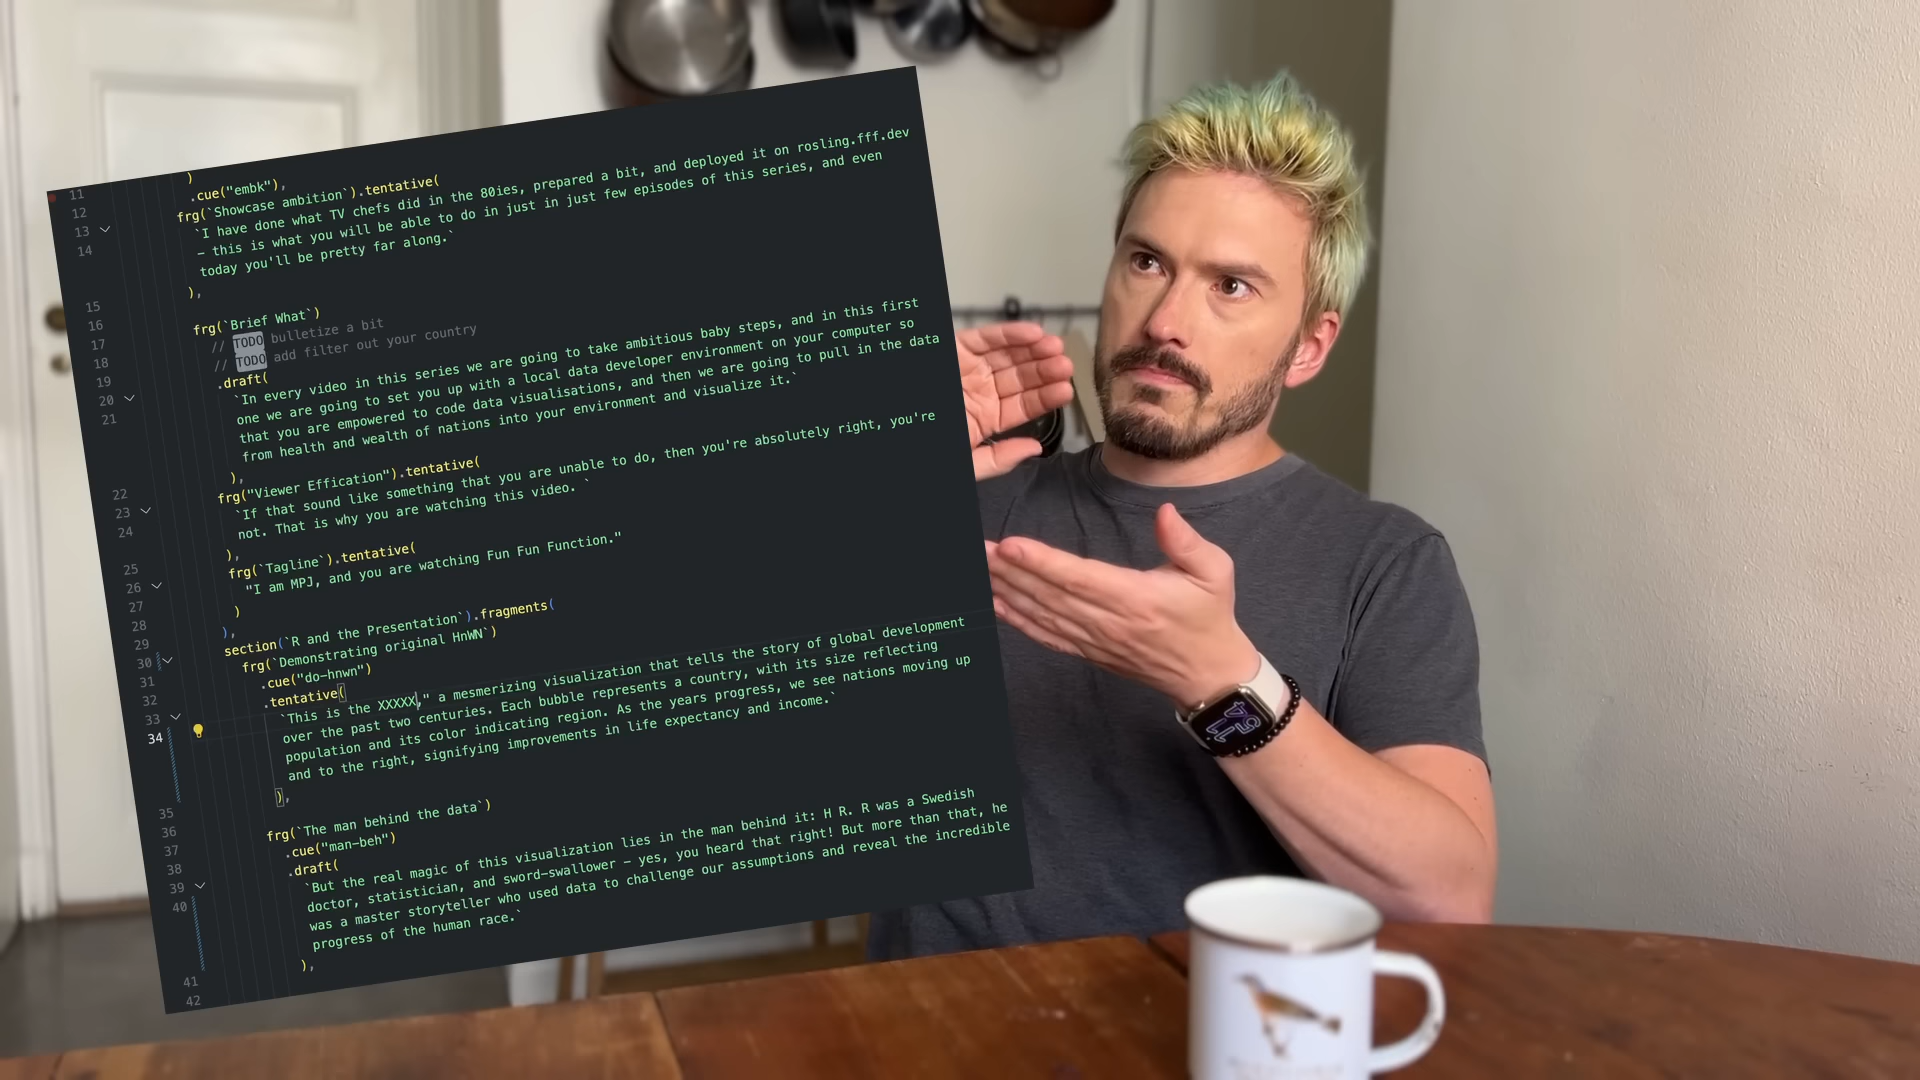 11 )
12 .cue("embk"),
13 frg(`Showcase ambition`).tentative(
14 `I have done what TV chefs did in the 80ies, prepared a bit, and deployed it on rosling.fff.dev
– this is what you will be able to do in just in just few episodes of this series, and even
today you'll be pretty far along.`
15 ),
16
17 frg(`Brief What`)
18 // TODO bulletize a bit
19 // TODO add filter out your country
20 .draft(
21 `In every video in this series we are going to take ambitious baby steps, and in this first
one we are going to set you up with a local data developer environment on your computer so
that you are empowered to code data visualisations, and then we are going to pull in the data
from health and wealth of nations into your environment and visualize it.`
22 ),
23 frg("Viewer Effication").tentative(
24 `If that sound like something that you are unable to do, then you're absolutely right, you're
not. That is why you are watching this video. `
25 ),
26 frg(`Tagline`).tentative(
27 "I am MPJ, and you are watching Fun Fun Function."
28 )
29 ),
30 section(`R and the Presentation`).fragments(
31 frg(`Demonstrating original HnWN`)
32 .cue("do-hnwn")
33 .tentative(
34 `This is the XXXXX," a mesmerizing visualization that tells the story of global development
over the past two centuries. Each bubble represents a country, with its size reflecting
population and its color indicating region. As the years progress, we see nations moving up
and to the right, signifying improvements in life expectancy and income.`
35 ),
36
37 frg(`The man behind the data`)
38 .cue("man-beh")
39 .draft(
40 `But the real magic of this visualization lies in the man behind it: H R. R was a Swedish
doctor, statistician, and sword-swallower – yes, you heard that right! But more than that, he
was a master storyteller who used data to challenge our assumptions and reveal the incredible
progress of the human race.`
41 ),
42